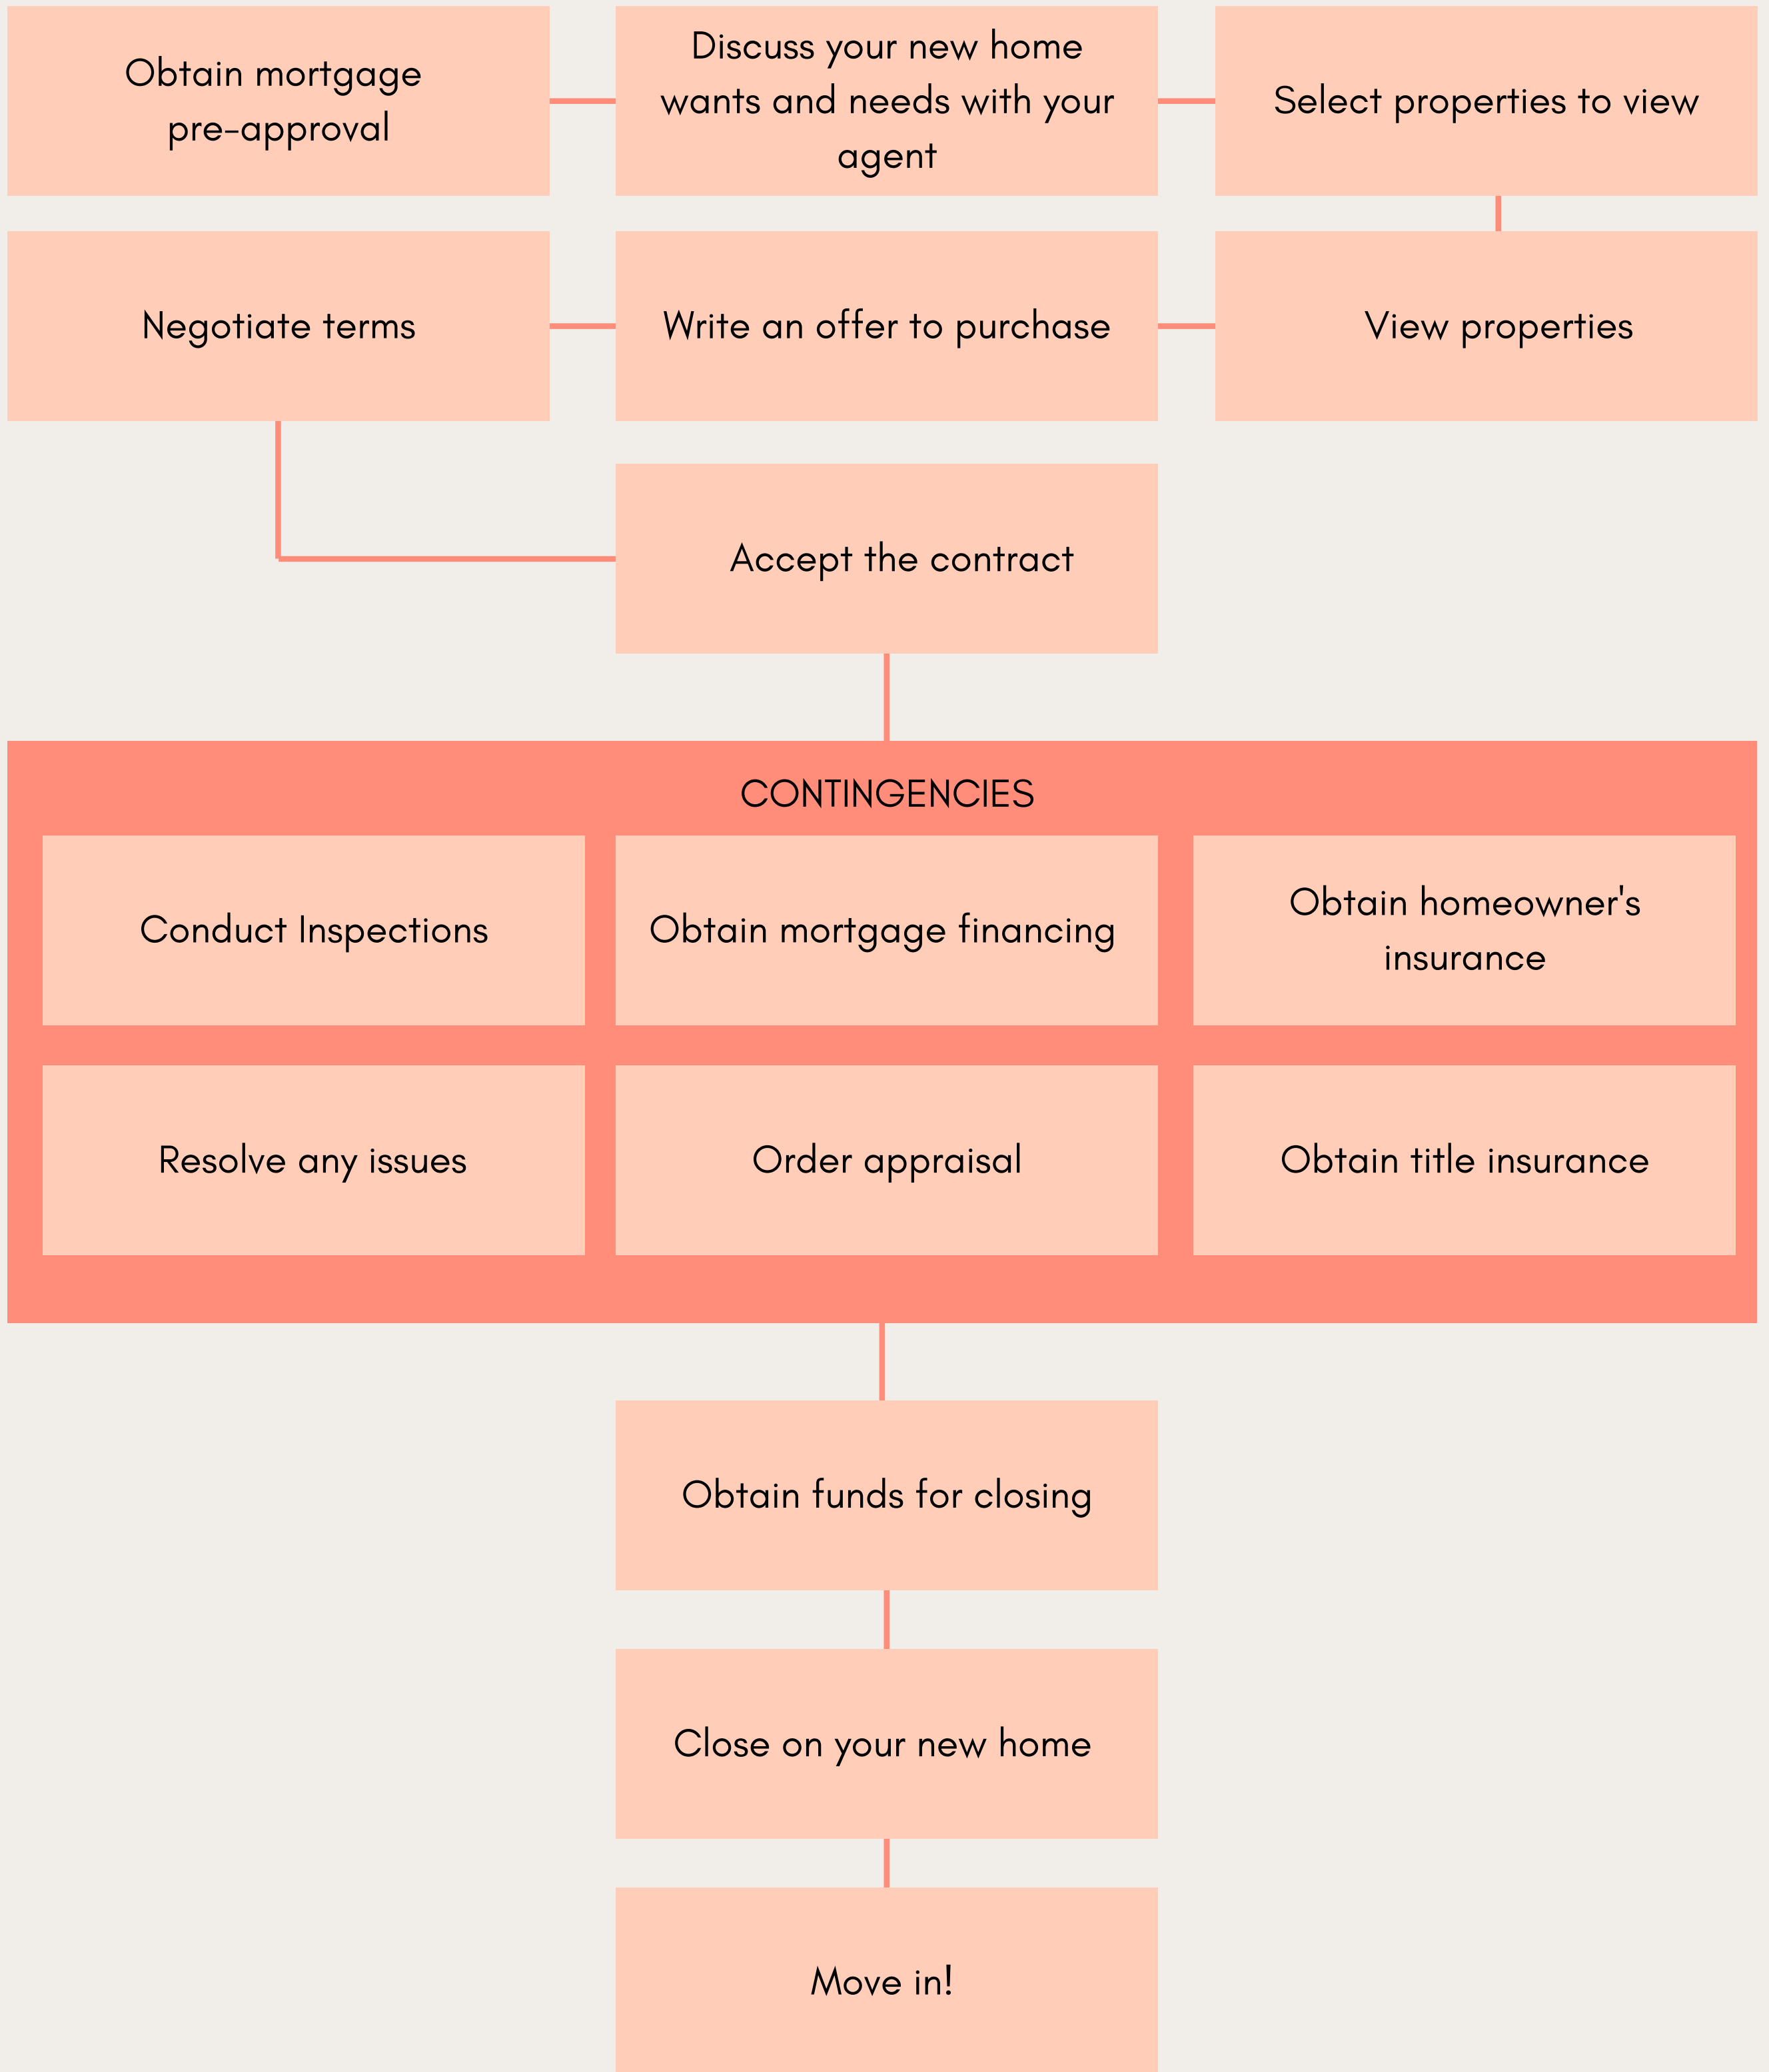 Obtain mortgage
pre-approval
Discuss your new home
wants and needs with your
agent
Select properties to view
Negotiate terms
Write an offer to purchase
View properties
Accept the contract
CONTINGENCIES
Conduct Inspections
Obtain mortgage financing
Obtain homeowner's
insurance
Resolve any issues
Order appraisal
Obtain title insurance
Obtain funds for closing
Close on your new home
Move in!